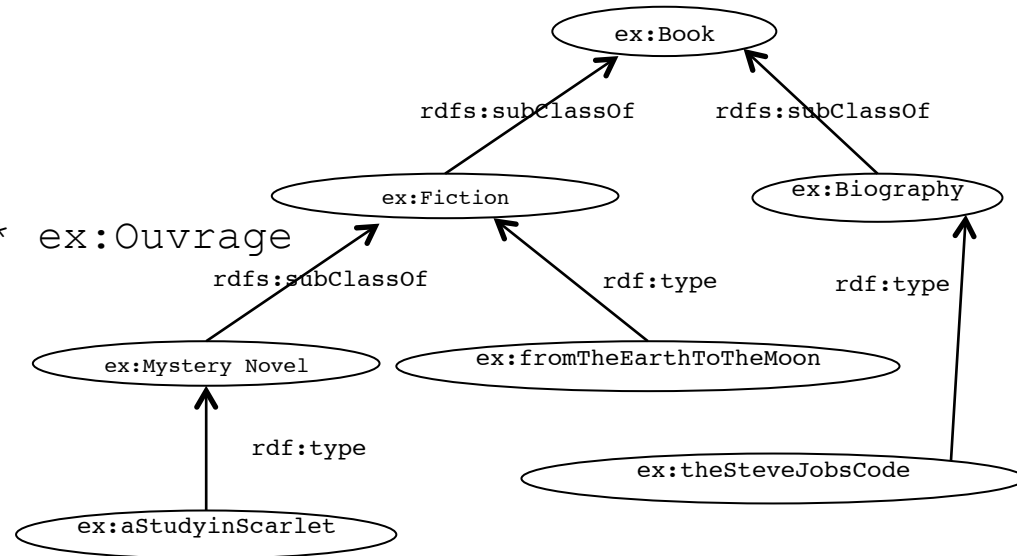 ex:Book
rdfs:subClassOf rdfs:subClassOf
ex:Fiction ex:Biography
* ex:Ouvrage
rdfs:subClassOf rdf:type rdf:type
ex:Mystery Novel ex:fromTheEarthToTheMoon
rdf:type
ex:theSteveJobsCode
ex:aStudyinScarlet